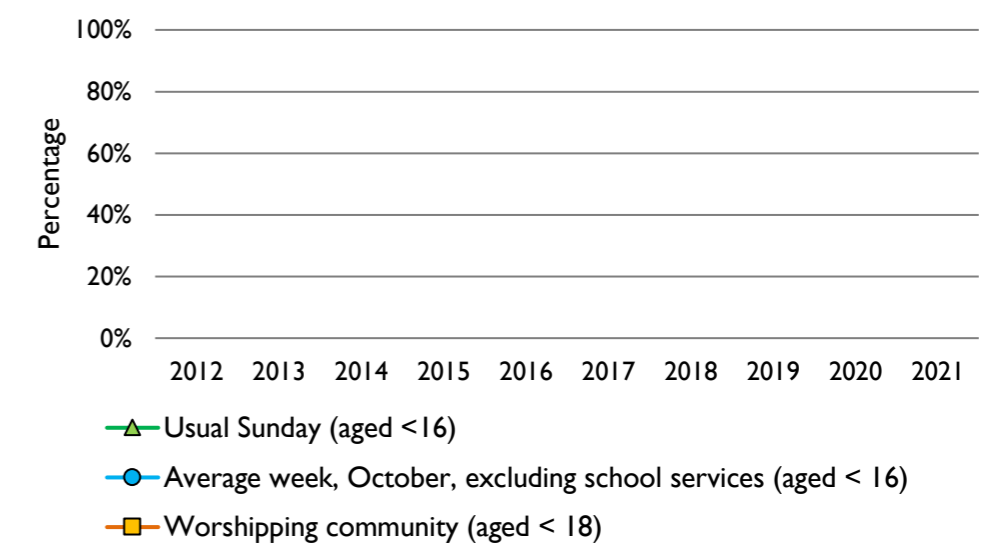 100%
80%
60%
40%
20%
0%
Percentage
2012 2013 2014 2015 2016 2017 2018 2019 2020 2021
Usual Sunday (aged <16)
Average week, October, excluding school services (aged < 16)
Worshipping community (aged < 18)